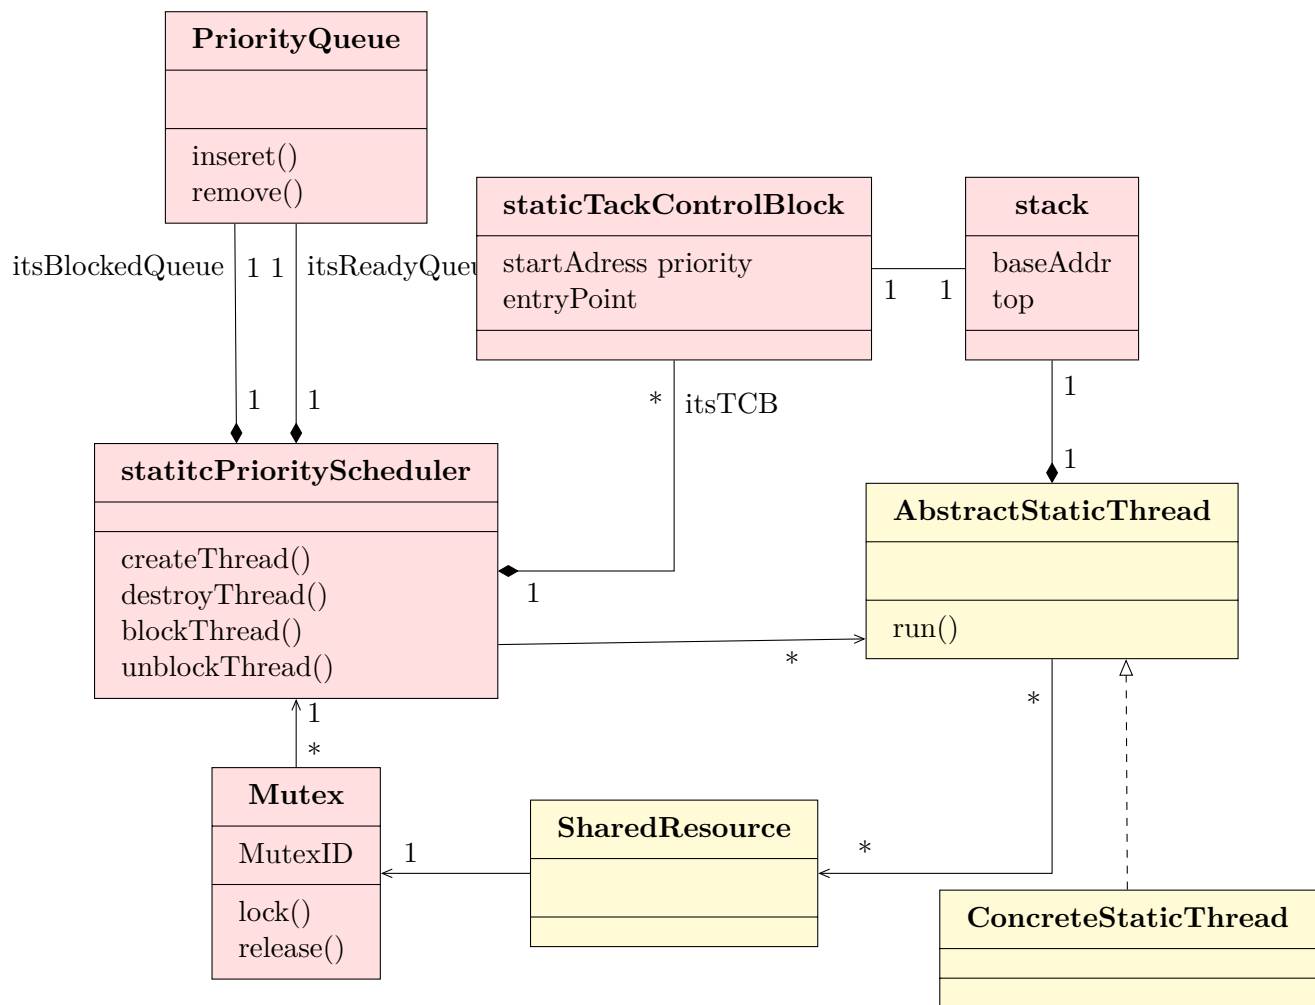 PriorityQueue
inseret()
remove()
staticTackControlBlock
startAdress priority
entryPoint
stack
baseAddr
top
itsBlockedQueue
1
1
itsReadyQueu
1
1
1
1
*
itsTCB
1
1
statitcPriorityScheduler
createThread()
destroyThread()
blockThread()
unblockThread()
1
AbstractStaticThread
run()
*
*
1
*
Mutex
MutexID
lock()
release()
1
SharedResource
*
ConcreteStaticThread